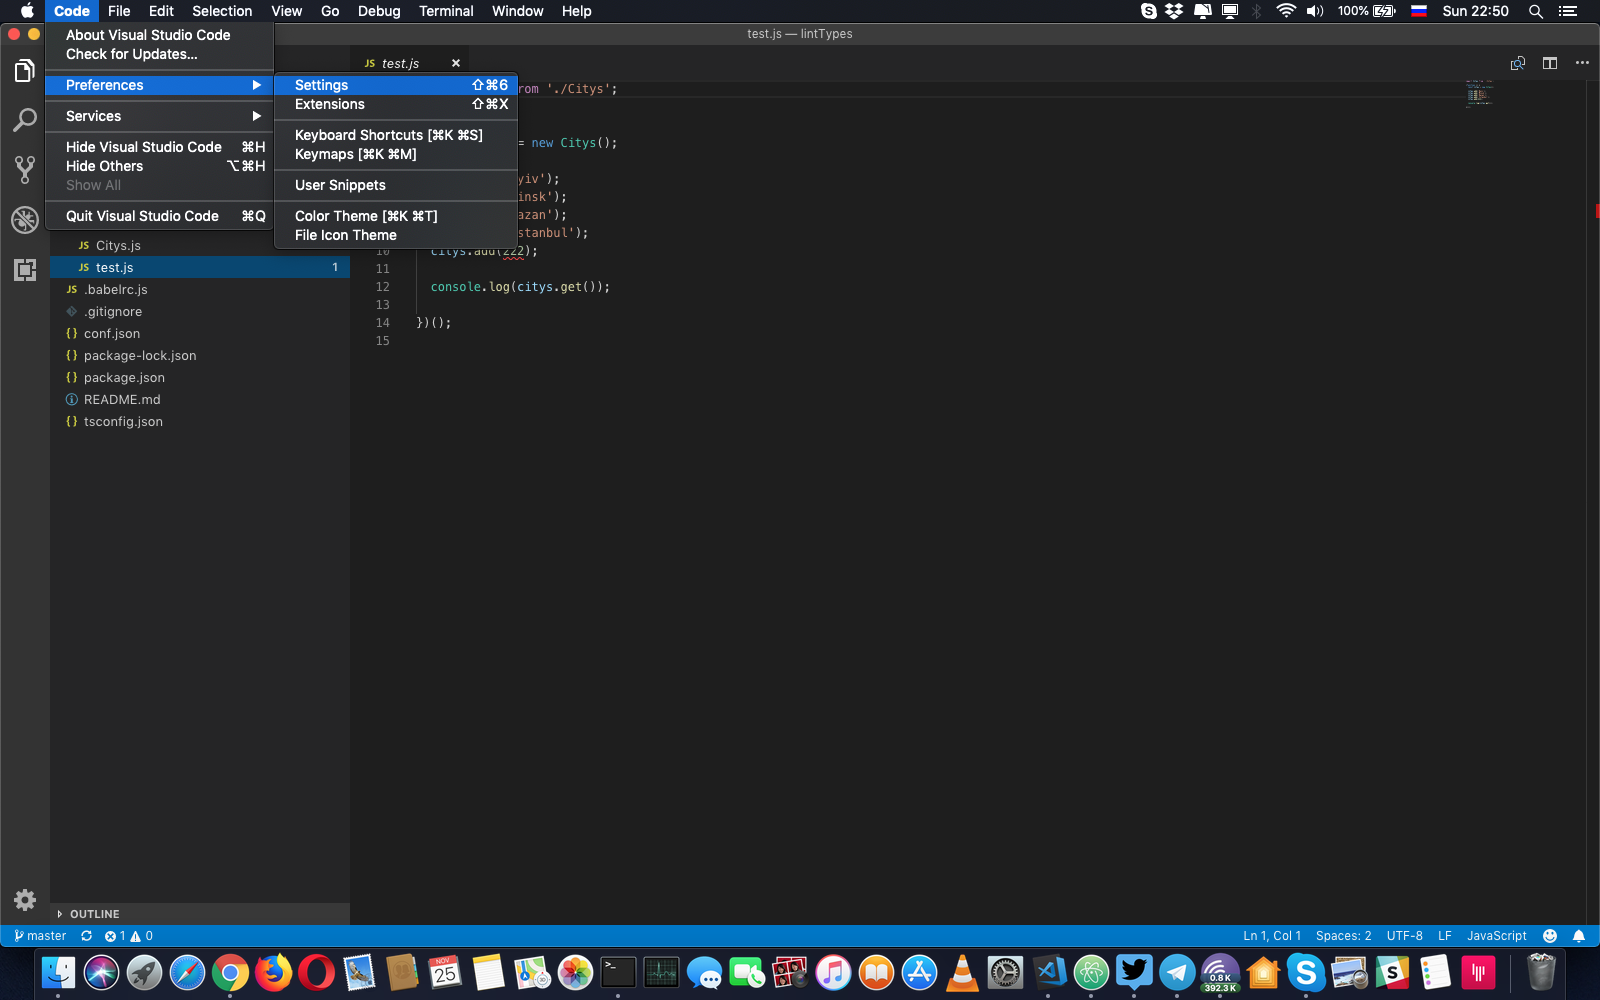 Code File Edit Selection View Go Debug Terminal Window Help 100% Sun 22:50
test.js — lintTypes
About Visual Studio Code
Check for Updates...
Preferences
Services
Hide Visual Studio Code ⌘H
Hide Others ⌥⌘H
Show All
Quit Visual Studio Code ⌘Q
Settings ⇧⌘6
Extensions ⇧⌘X
Keyboard Shortcuts [⌘K ⌘S]
Keymaps [⌘K ⌘M]
User Snippets
Color Theme [⌘K ⌘T]
File Icon Theme
JS Citys.js
JS test.js 1
JS .babelrc.js
.gitignore
{} conf.json
{} package-lock.json
{} package.json
README.md
{} tsconfig.json
OUTLINE
JS test.js ×
om './Citys';
= new Citys();
yiv');
insk');
azan');
stanbul');
10 citys.add(222);
11
12 console.log(citys.get());
13
14 })();
15
master 1 0 Ln 1, Col 1 Spaces: 2 UTF-8 LF JavaScript
NOV
25
0.8 K
392.3 K